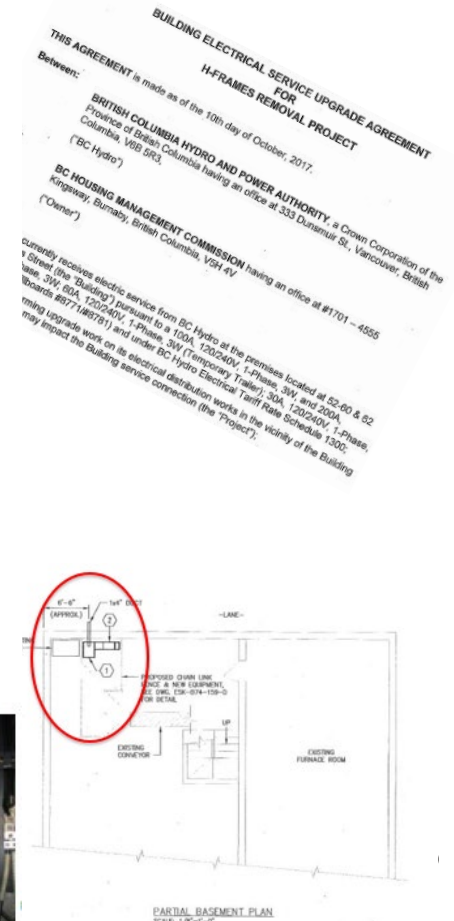 BUILDING ELECTRICAL SERVICE UPGRADE AGREEMENT
FOR
H-FRAMES REMOVAL PROJECT
THIS AGREEMENT is made as of the 10th day of October, 2017,
Between:
BRITISH COLUMBIA HYDRO AND POWER AUTHORITY, a Crown Corporation of the
Province of British Columbia having an office at 333 Dunsmuir St., Vancouver, British
Columbia, V6B 5R3,
("BC Hydro")
BC HOUSING MANAGEMENT COMMISSION having an office at #1701 – 4555
Kingsway, Burnaby, British Columbia, V5H 4V
("Owner")
currently receives electric service from BC Hydro at the premises located at 52-60 & 52
Street (the "Building") pursuant to a 100A, 120/240V, 1-Phase, 3W, and 200A,
3W; 60A, 120/240V, 1-Phase, 3W (Temporary Trailer); 30A, 120/240V, 1-Phase,
#8771/#8781) and under BC Hydro Electrical Tariff Rate Schedule 1300;
upgrade work on its electrical distribution works in the vicinity of the Building
may impact the Building service connection (the "Project");
6'-6"
(APPROX.)
1x4" DUCT
-LANE-
2
1
PROPOSED CHAIN LINK
FENCE & NEW EQUIPMENT,
SEE DWG. ESK-B74-159-D
FOR DETAIL
UP
EXISTING
CONVEYOR
EXISTING
FURNACE ROOM
PARTIAL BASEMENT PLAN